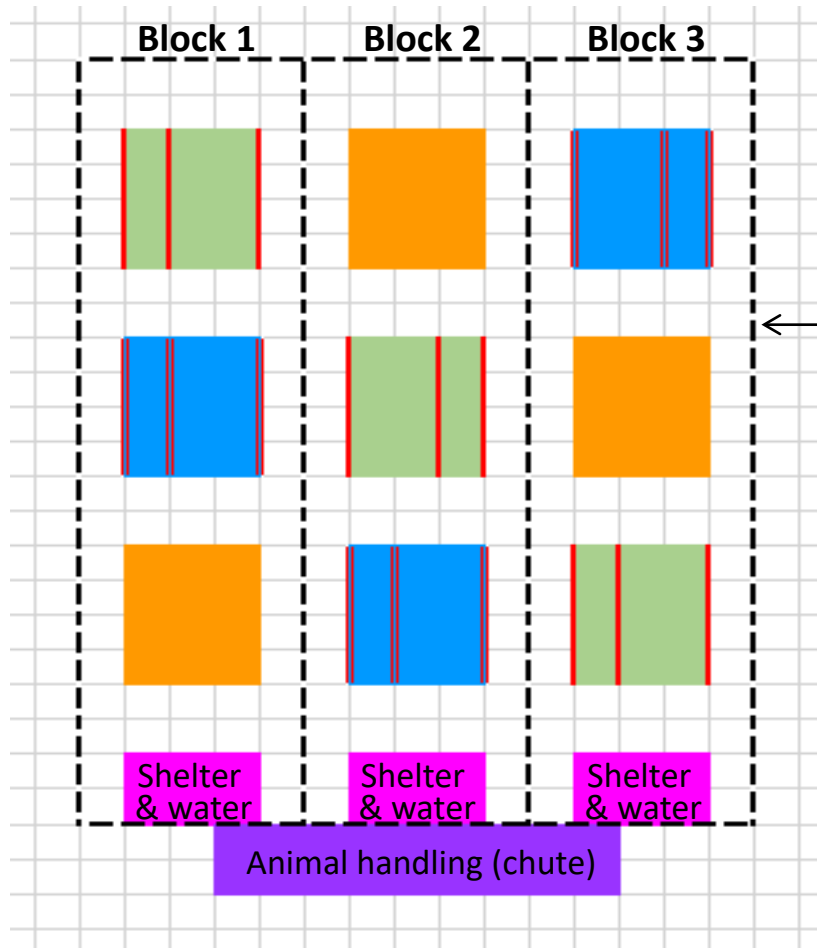 Block 1
Block 2
Block 3
Shelter
& water
Shelter
& water
Shelter
& water
Animal handling (chute)